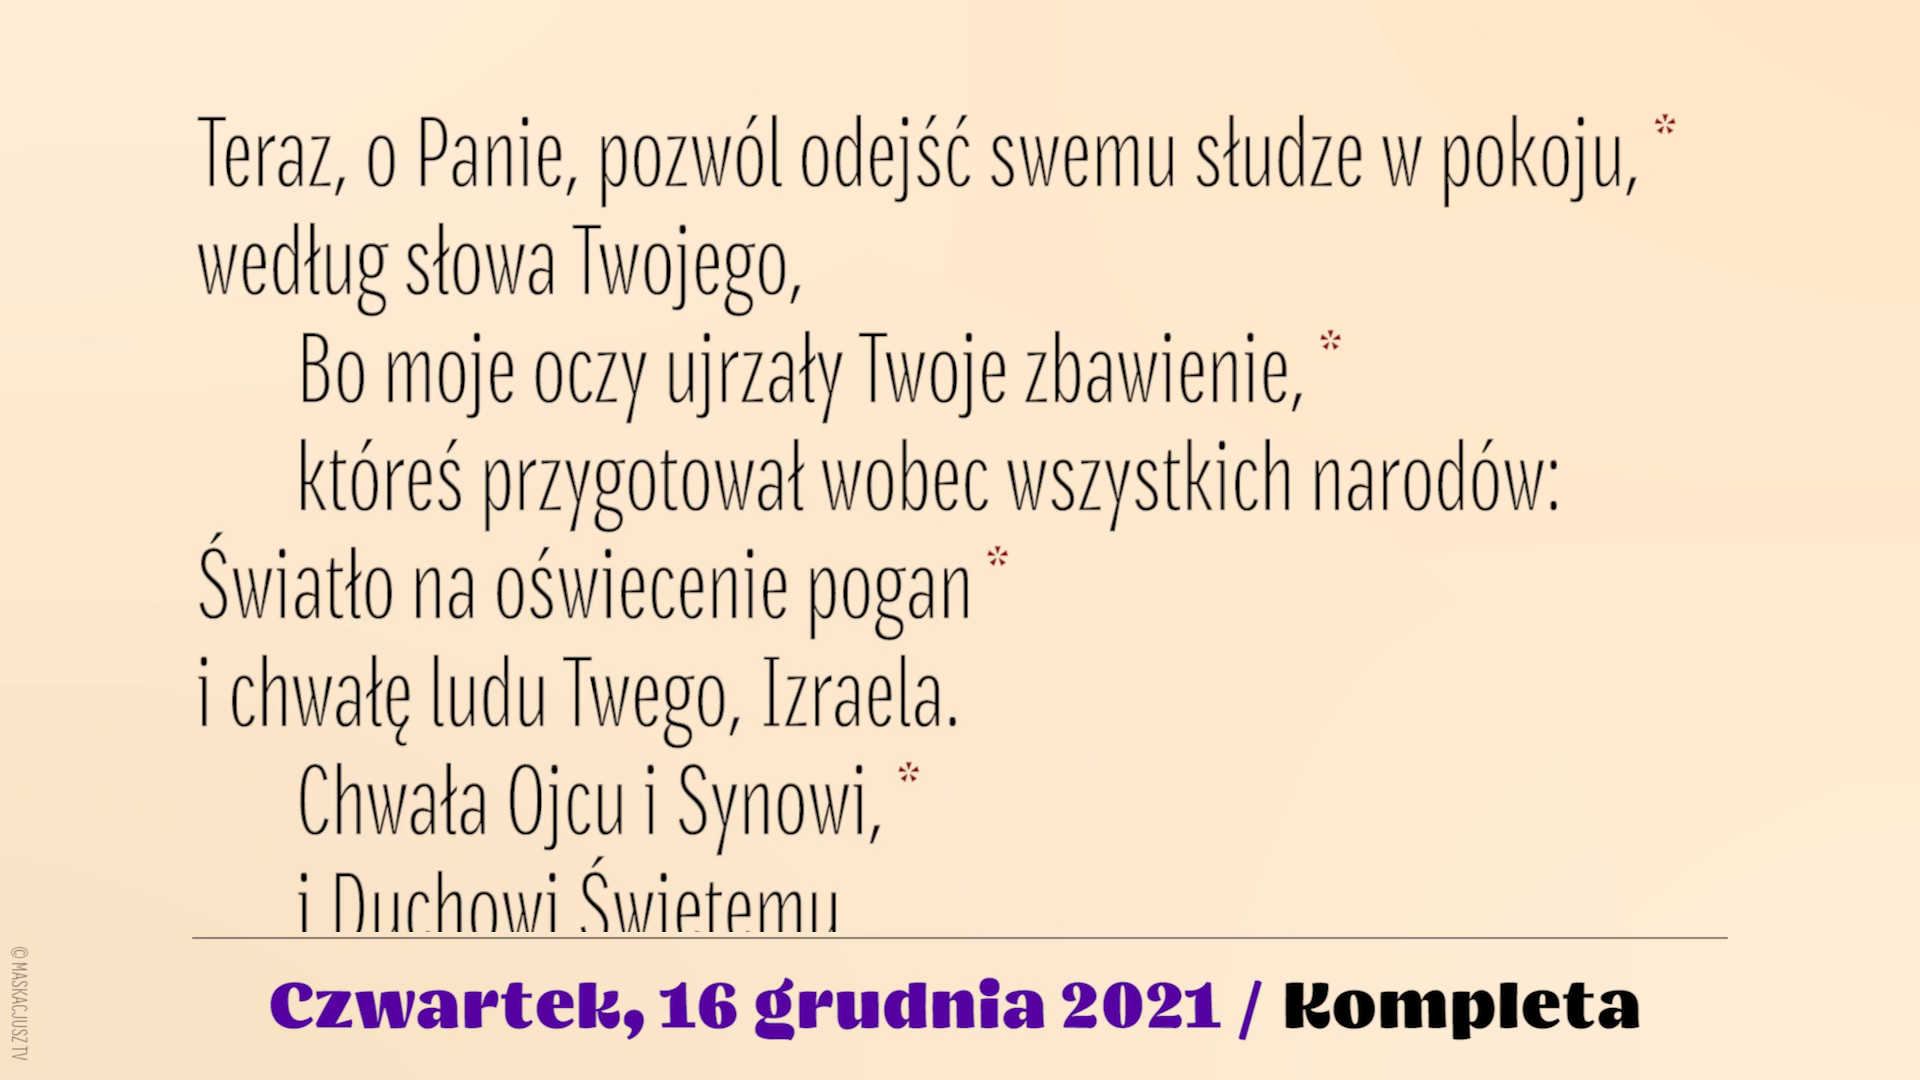 Teraz, o Panie, pozwól odejść swemu słudze w pokoju, *
według słowa Twojego,
Bo moje oczy ujrzały Twoje zbawienie, *
któreś przygotował wobec wszystkich narodów:
Światło na oświecenie pogan *
i chwałę ludu Twego, Izraela.
Chwała Ojcu i Synowi, *
i Duchowi Świętemu
Czwartek, 16 grudnia 2021 / Kompleta
© MASKACJUSZ TV